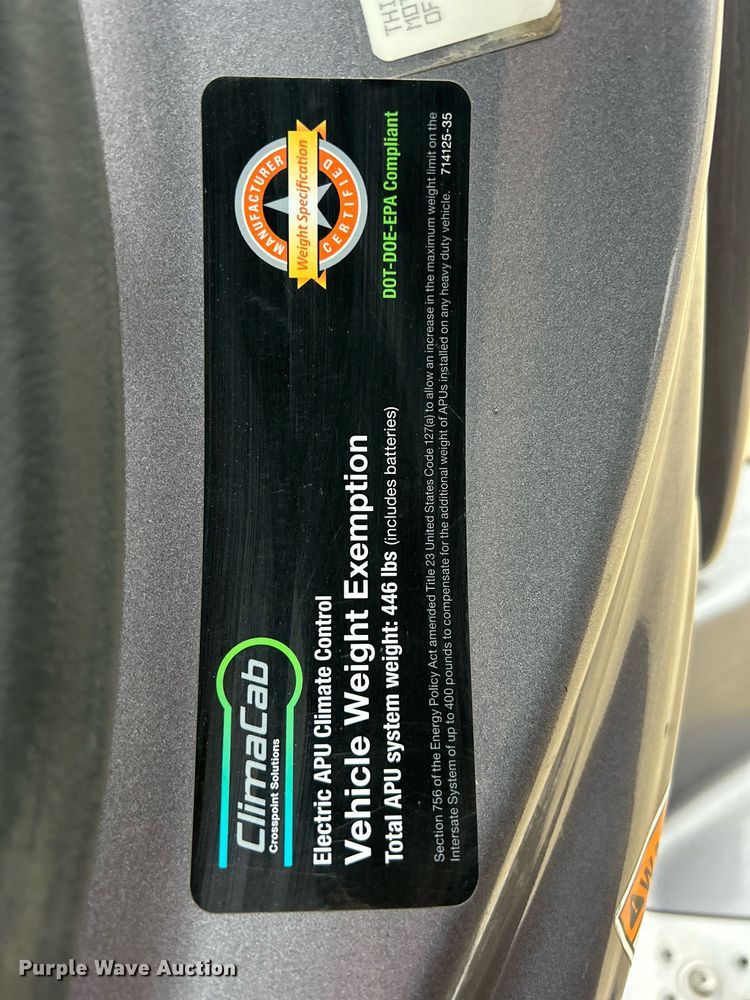 THI
MOT
OF
ClimaCab
Crosspoint Solutions
MANUFACTURER
Weight Specification
CERTIFIED
Electric APU Climate Control
Vehicle Weight Exemption
Total APU system weight: 446 lbs (includes batteries)
DOT-DOE-EPA Compliant
Section 756 of the Energy Policy Act amended Title 23 United States Code 127(a) to allow an increase in the maximum weight limit on the
Intersate System of up to 400 pounds to compensate for the additional weight of APUs installed on any heavy duty vehicle. 714125-35
Purple Wave Auction